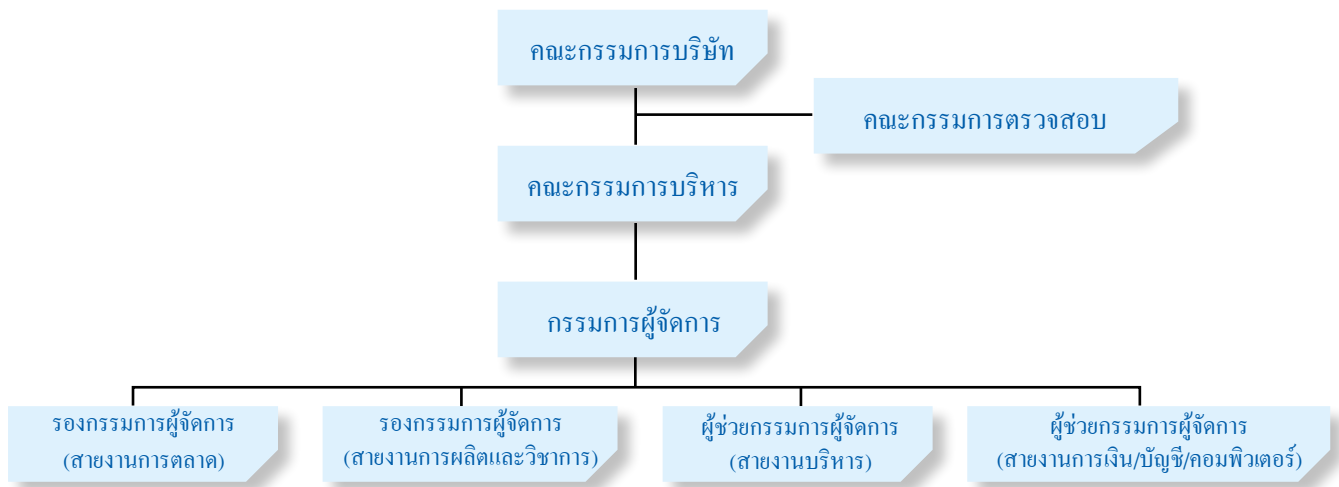 คณะกรรมการบริษัท
คณะกรรมการตรวจสอบ
คณะกรรมการบริหาร
กรรมการผู้จัดการ
รองกรรมการผู้จัดการ
(สายงานการตลาด)
รองกรรมการผู้จัดการ
(สายงานการผลิตและวิชาการ)
ผู้ช่วยกรรมการผู้จัดการ
(สายงานบริหาร)
ผู้ช่วยกรรมการผู้จัดการ
(สายงานการเงิน/บัญชี/คอมพิวเตอร์)